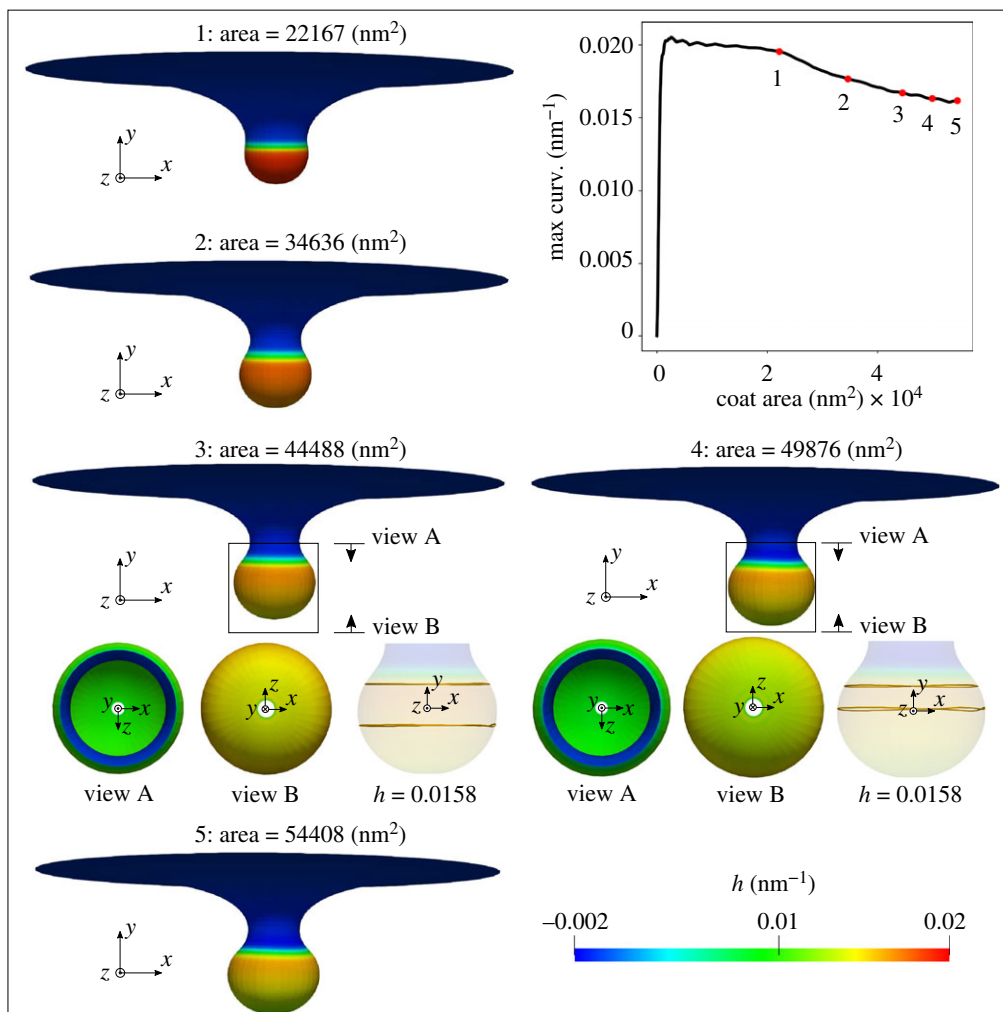 1: area = 22167 (nm²)
y
z
x
2: area = 34636 (nm²)
y
z
x
max curv. (nm⁻¹)
0.020
0.015
0.020
0.005
0
1
2
3
4
5
0
2
4
coat area (nm²) × 10⁴
3: area = 44488 (nm²)
y
z
x
view A
view B
y
x
z
z
y
x
y
z
x
view A
view B
h = 0.0158
4: area = 49876 (nm²)
y
z
x
view A
view B
y
x
z
z
y
x
y
z
x
view A
view B
h = 0.0158
5: area = 54408 (nm²)
y
z
x
h (nm⁻¹)
–0.002
0.01
0.02